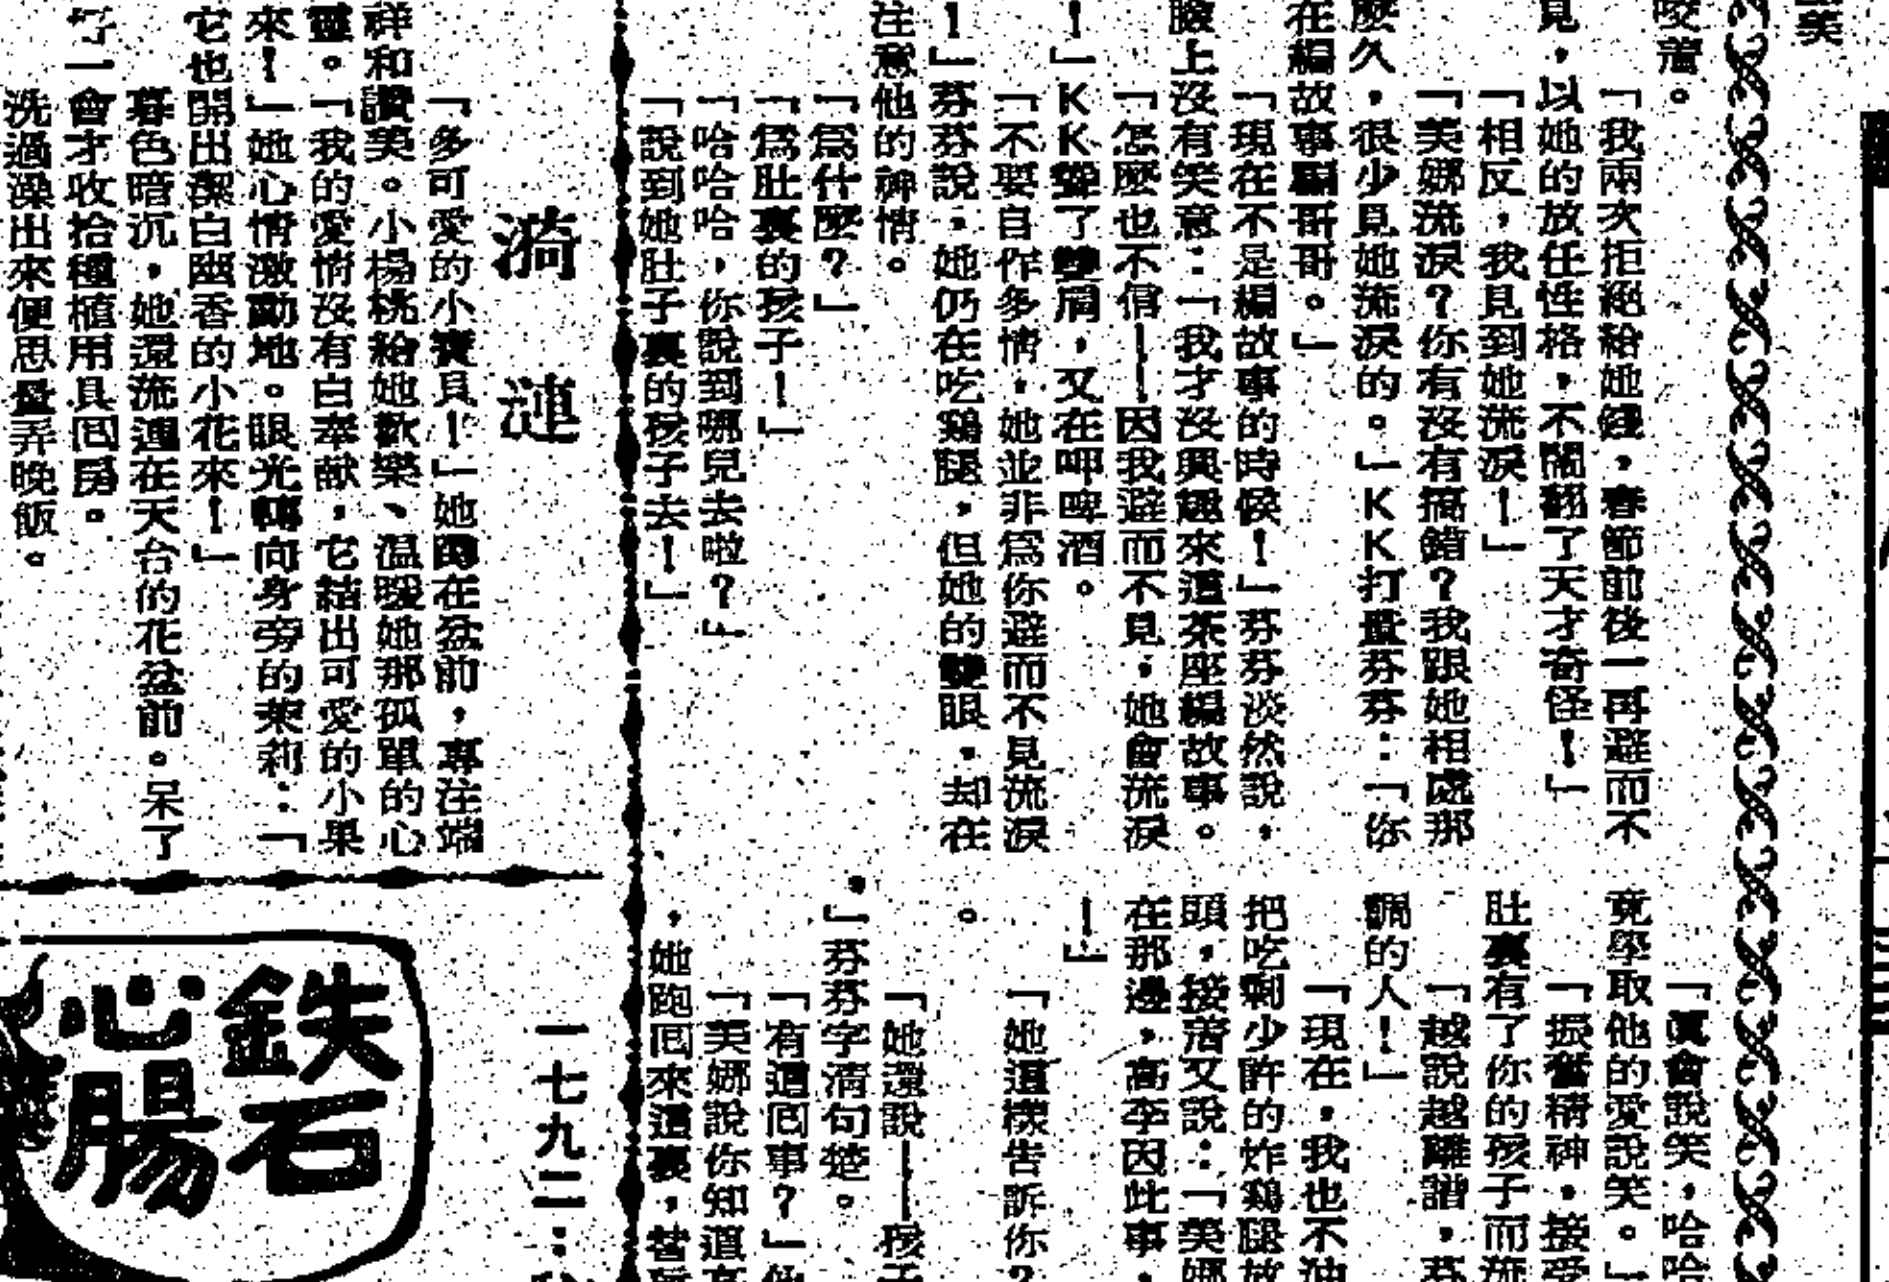 咬着。
「我兩次拒絕給她錢，春節前後一再避而不
見，以她的放任性格，不鬧翻了天才奇怪！」
「相反，我見到她流淚！」
「美娜流淚？你有沒有搞錯？我跟她相處那
麼久，很少見她流淚的。」KK打量芬芬：「你
在編故事騙哥哥。」
「現在不是編故事的時候！」芬芬淡然說，
臉上沒有笑意：「我才沒興趣來這茶座編故事。
「怎麼也不信——因我避而不見，她會流淚
！」KK聳了聳肩，又在呷啤酒。
「不要自作多情，她並非爲你避而不見流淚
！」芬芬說，她仍在吃鷄腿，但她的雙眼，却在
注意他的神情。
「爲什麼？」
「爲肚裏的孩子！」
「哈哈哈，你說到哪兒去啦？」
「說到她肚子裏的孩子去！」
「眞會說笑，哈哈
竟學取他的愛說笑。」
「振奮精神，接受
肚裏有了你的孩子而流
「越說越離譜，芬
調的人！」
「現在，我也不
把吃剩少許的炸鷄腿放
頭，接着又說：「美娜
在那邊，高李因此事，
！」
「她這樣告訴你？
。
「她還說——孩子
，」芬芬字清句楚。
「有這囘事？」他
「美娜說你知道
，她跑囘來這裏，暫
漪漣
「多可愛的小寶貝！」她蹲在盆前，專注端
祥和讚美。小楊桃給她歡樂、温暖她那孤單的心
靈。「我的愛情沒有白奉献，它結出可愛的小果
來！」她心情激動地。眼光轉向身旁的茉莉：「
它也開出潔白幽香的小花來！」
暮色暗沉，她還流連在天台的花盆前。呆了
一會才收拾種植用具囘房。
洗過澡出來便思量弄晚飯。
一七九二：
鉄石
心腸